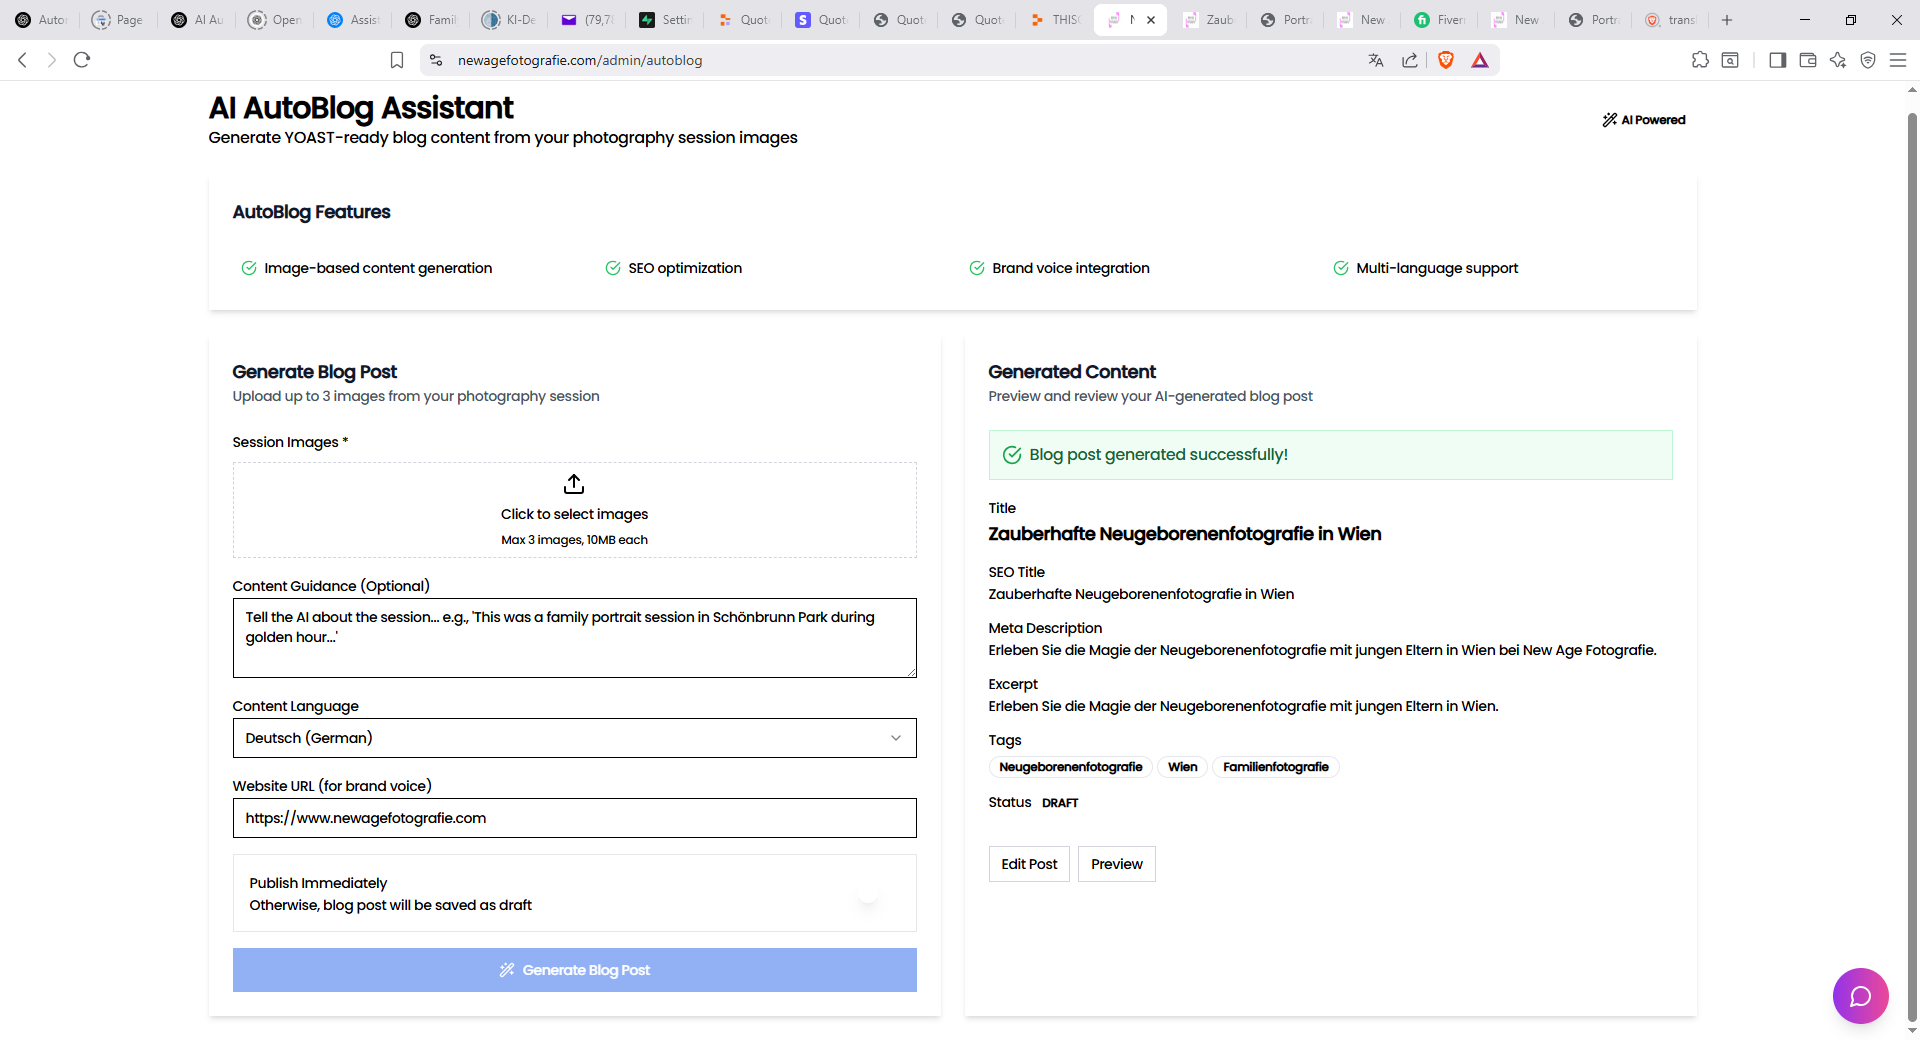 Autor
Page
AI Au
Open
Assist
Famil
KI-De
(79,78
Settin
Quot
Quot
Quot
Quot
THISC
N
Zaub
Portra
New
Fiverr
New
Portra
transl
newagefotografie.com/admin/autoblog
AI AutoBlog Assistant
Generate YOAST-ready blog content from your photography session images
AI Powered
AutoBlog Features
Image-based content generation
SEO optimization
Brand voice integration
Multi-language support
Generate Blog Post
Upload up to 3 images from your photography session
Session Images *
Click to select images
Max 3 images, 10MB each
Content Guidance (Optional)
Tell the AI about the session... e.g., 'This was a family portrait session in Schönbrunn Park during
golden hour...'
Content Language
Deutsch (German)
Website URL (for brand voice)
https://www.newagefotografie.com
Publish Immediately
Otherwise, blog post will be saved as draft
Generate Blog Post
Generated Content
Preview and review your AI-generated blog post
Blog post generated successfully!
Title
Zauberhafte Neugeborenenfotografie in Wien
SEO Title
Zauberhafte Neugeborenenfotografie in Wien
Meta Description
Erleben Sie die Magie der Neugeborenenfotografie mit jungen Eltern in Wien bei New Age Fotografie.
Excerpt
Erleben Sie die Magie der Neugeborenenfotografie mit jungen Eltern in Wien.
Tags
Neugeborenenfotografie Wien Familienfotografie
Status DRAFT
Edit Post Preview